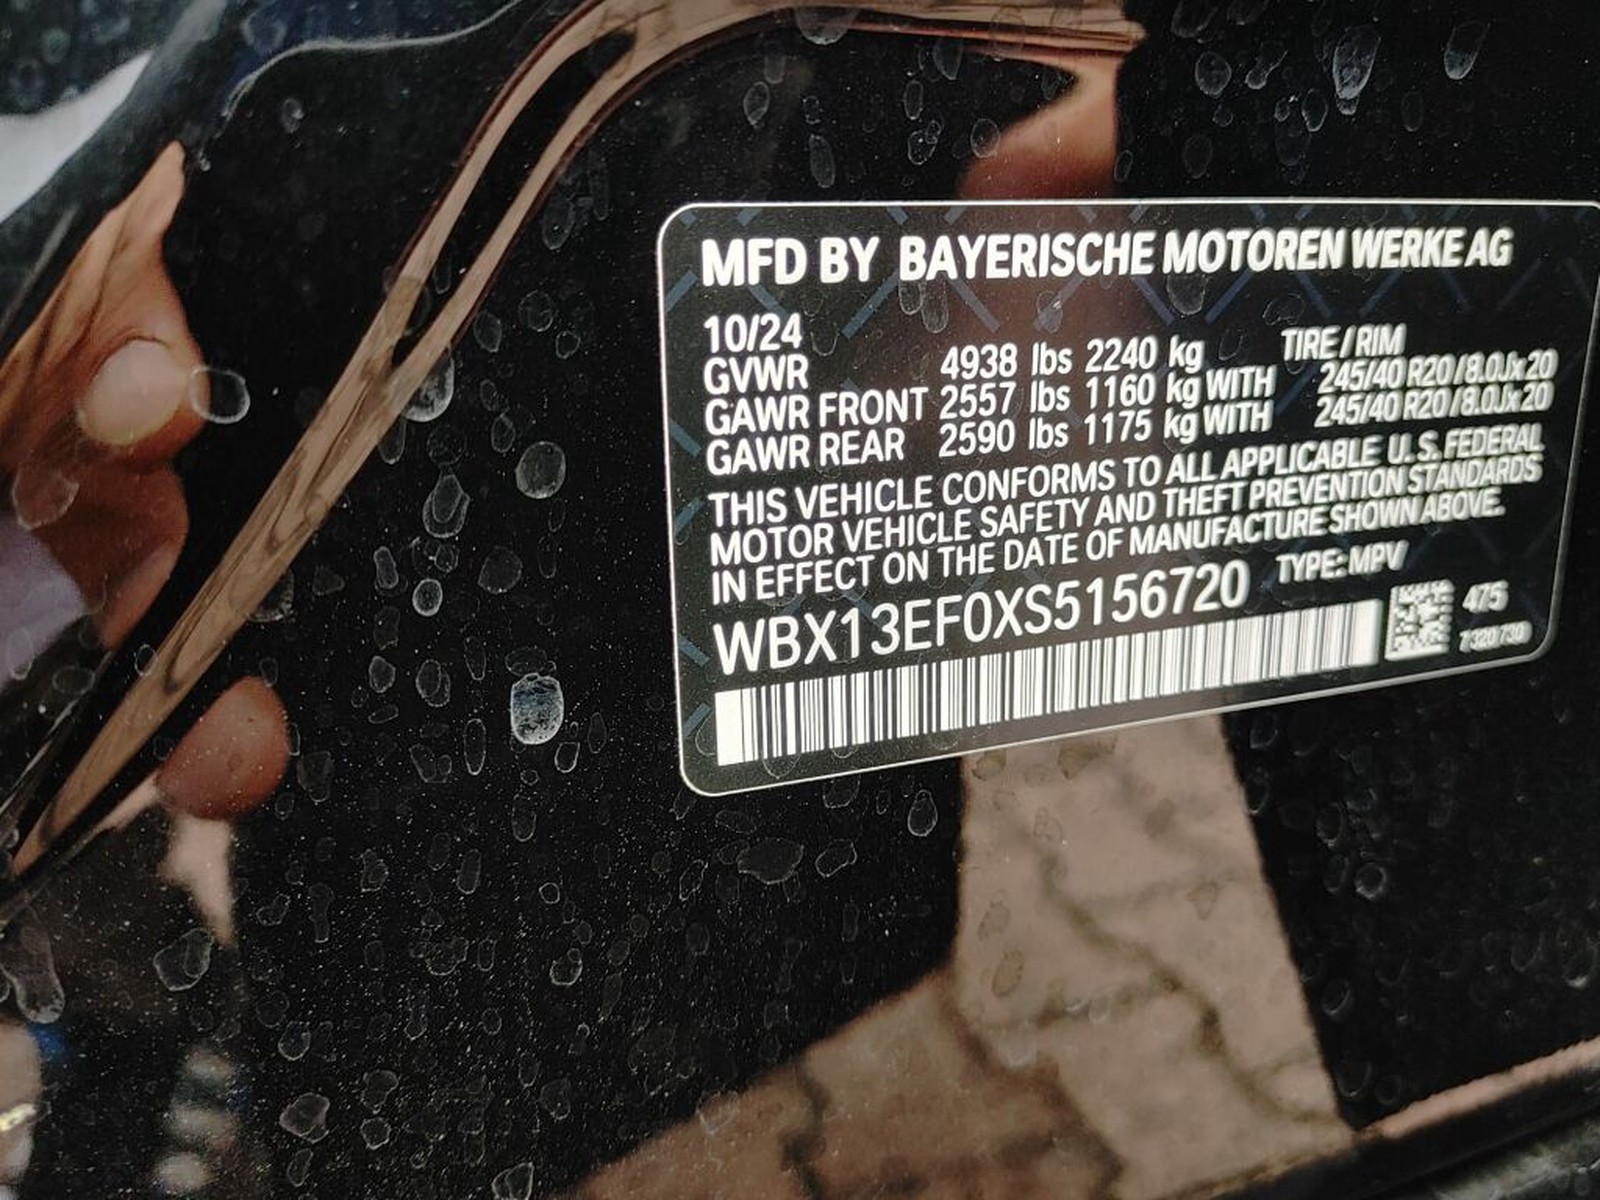 MFD BY BAYERISCHE MOTOREN WERKE AG
10/24
GVWR 4938 lbs 2240 kg TIRE / RIM
GAWR FRONT 2557 lbs 1160 kg WITH 245/40 R20 / 8.0Jx20
GAWR REAR 2590 lbs 1175 kg WITH 245/40 R20 / 8.0Jx20
THIS VEHICLE CONFORMS TO ALL APPLICABLE U. S. FEDERAL
MOTOR VEHICLE SAFETY AND THEFT PREVENTION STANDARDS
IN EFFECT ON THE DATE OF MANUFACTURE SHOWN ABOVE.
WBX13EF0XS5156720 TYPE: MPV
475
7320730